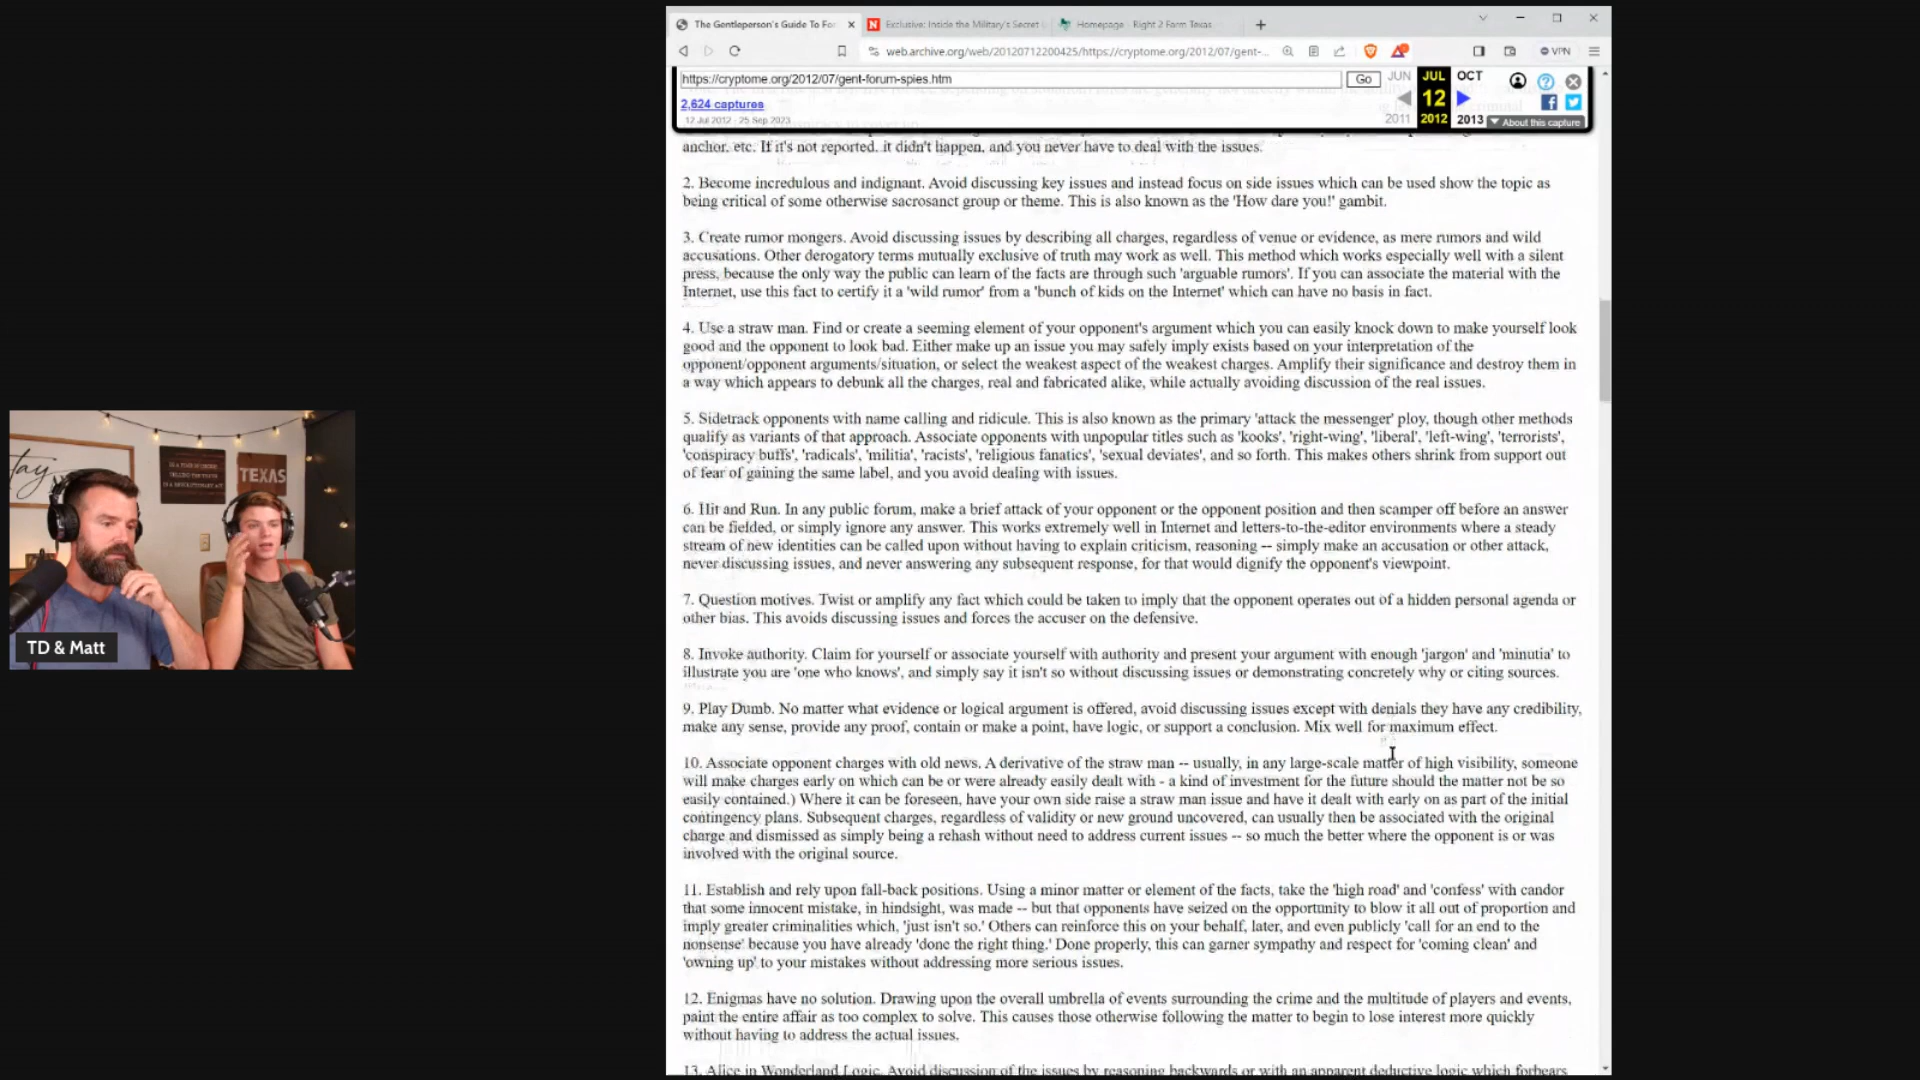 The Gentleperson's Guide To For
Exclusive: Inside the Military's Secret
Homepage - Right 2 Farm Texas
web.archive.org/web/20120712200425/https://cryptome.org/2012/07/gent-...
VPN
https://cryptome.org/2012/07/gent-forum-spies.htm
Go
JUN
JUL
OCT
2,624 captures
12
12 Jul 2012 - 25 Sep 2023
2011
2012
2013
About this capture
anchor, etc. If it's not reported, it didn't happen, and you never have to deal with the issues.
2. Become incredulous and indignant. Avoid discussing key issues and instead focus on side issues which can be used show the topic as
being critical of some otherwise sacrosanct group or theme. This is also known as the 'How dare you!' gambit.
3. Create rumor mongers. Avoid discussing issues by describing all charges, regardless of venue or evidence, as mere rumors and wild
accusations. Other derogatory terms mutually exclusive of truth may work as well. This method which works especially well with a silent
press, because the only way the public can learn of the facts are through such 'arguable rumors'. If you can associate the material with the
Internet, use this fact to certify it a 'wild rumor' from a 'bunch of kids on the Internet' which can have no basis in fact.
4. Use a straw man. Find or create a seeming element of your opponent's argument which you can easily knock down to make yourself look
good and the opponent to look bad. Either make up an issue you may safely imply exists based on your interpretation of the
opponent/opponent arguments/situation, or select the weakest aspect of the weakest charges. Amplify their significance and destroy them in
a way which appears to debunk all the charges, real and fabricated alike, while actually avoiding discussion of the real issues.
5. Sidetrack opponents with name calling and ridicule. This is also known as the primary 'attack the messenger' ploy, though other methods
qualify as variants of that approach. Associate opponents with unpopular titles such as 'kooks', 'right-wing', 'liberal', 'left-wing', 'terrorists',
'conspiracy buffs', 'radicals', 'militia', 'racists', 'religious fanatics', 'sexual deviates', and so forth. This makes others shrink from support out
of fear of gaining the same label, and you avoid dealing with issues.
6. Hit and Run. In any public forum, make a brief attack of your opponent or the opponent position and then scamper off before an answer
can be fielded, or simply ignore any answer. This works extremely well in Internet and letters-to-the-editor environments where a steady
stream of new identities can be called upon without having to explain criticism, reasoning -- simply make an accusation or other attack,
never discussing issues, and never answering any subsequent response, for that would dignify the opponent's viewpoint.
7. Question motives. Twist or amplify any fact which could be taken to imply that the opponent operates out of a hidden personal agenda or
other bias. This avoids discussing issues and forces the accuser on the defensive.
8. Invoke authority. Claim for yourself or associate yourself with authority and present your argument with enough 'jargon' and 'minutia' to
illustrate you are 'one who knows', and simply say it isn't so without discussing issues or demonstrating concretely why or citing sources.
9. Play Dumb. No matter what evidence or logical argument is offered, avoid discussing issues except with denials they have any credibility,
make any sense, provide any proof, contain or make a point, have logic, or support a conclusion. Mix well for maximum effect.
10. Associate opponent charges with old news. A derivative of the straw man -- usually, in any large-scale matter of high visibility, someone
will make charges early on which can be or were already easily dealt with - a kind of investment for the future should the matter not be so
easily contained.) Where it can be foreseen, have your own side raise a straw man issue and have it dealt with early on as part of the initial
contingency plans. Subsequent charges, regardless of validity or new ground uncovered, can usually then be associated with the original
charge and dismissed as simply being a rehash without need to address current issues -- so much the better where the opponent is or was
involved with the original source.
11. Establish and rely upon fall-back positions. Using a minor matter or element of the facts, take the 'high road' and 'confess' with candor
that some innocent mistake, in hindsight, was made -- but that opponents have seized on the opportunity to blow it all out of proportion and
imply greater criminalities which, 'just isn't so.' Others can reinforce this on your behalf, later, and even publicly 'call for an end to the
nonsense' because you have already 'done the right thing.' Done properly, this can garner sympathy and respect for 'coming clean' and
'owning up' to your mistakes without addressing more serious issues.
12. Enigmas have no solution. Drawing upon the overall umbrella of events surrounding the crime and the multitude of players and events,
paint the entire affair as too complex to solve. This causes those otherwise following the matter to begin to lose interest more quickly
without having to address the actual issues.
13. Alice in Wonderland Logic. Avoid discussion of the issues by reasoning backwards or with an apparent deductive logic which forbears
TEXAS
TD & Matt